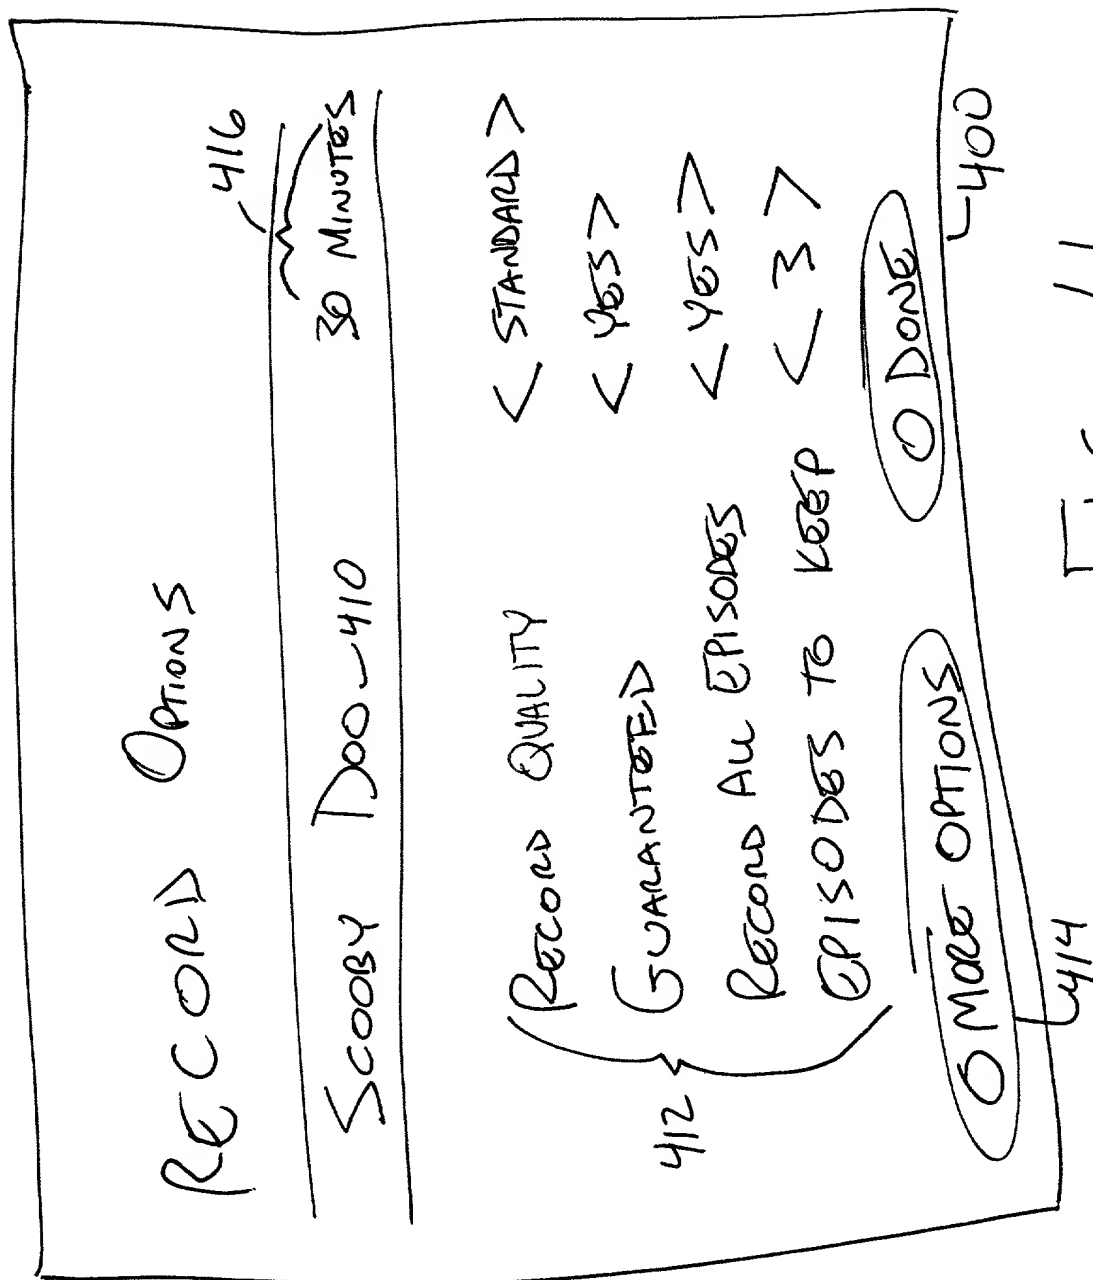 RECORD OPTIONS
416
SCOOBY DOO-410 30 MINUTES
RECORD QUALITY < STANDARD >
GUARANTEED < YES >
412
RECORD ALL EPISODES < YES >
EPISODES TO KEEP < 3 >
O MORE OPTIONS O DONE
414
400